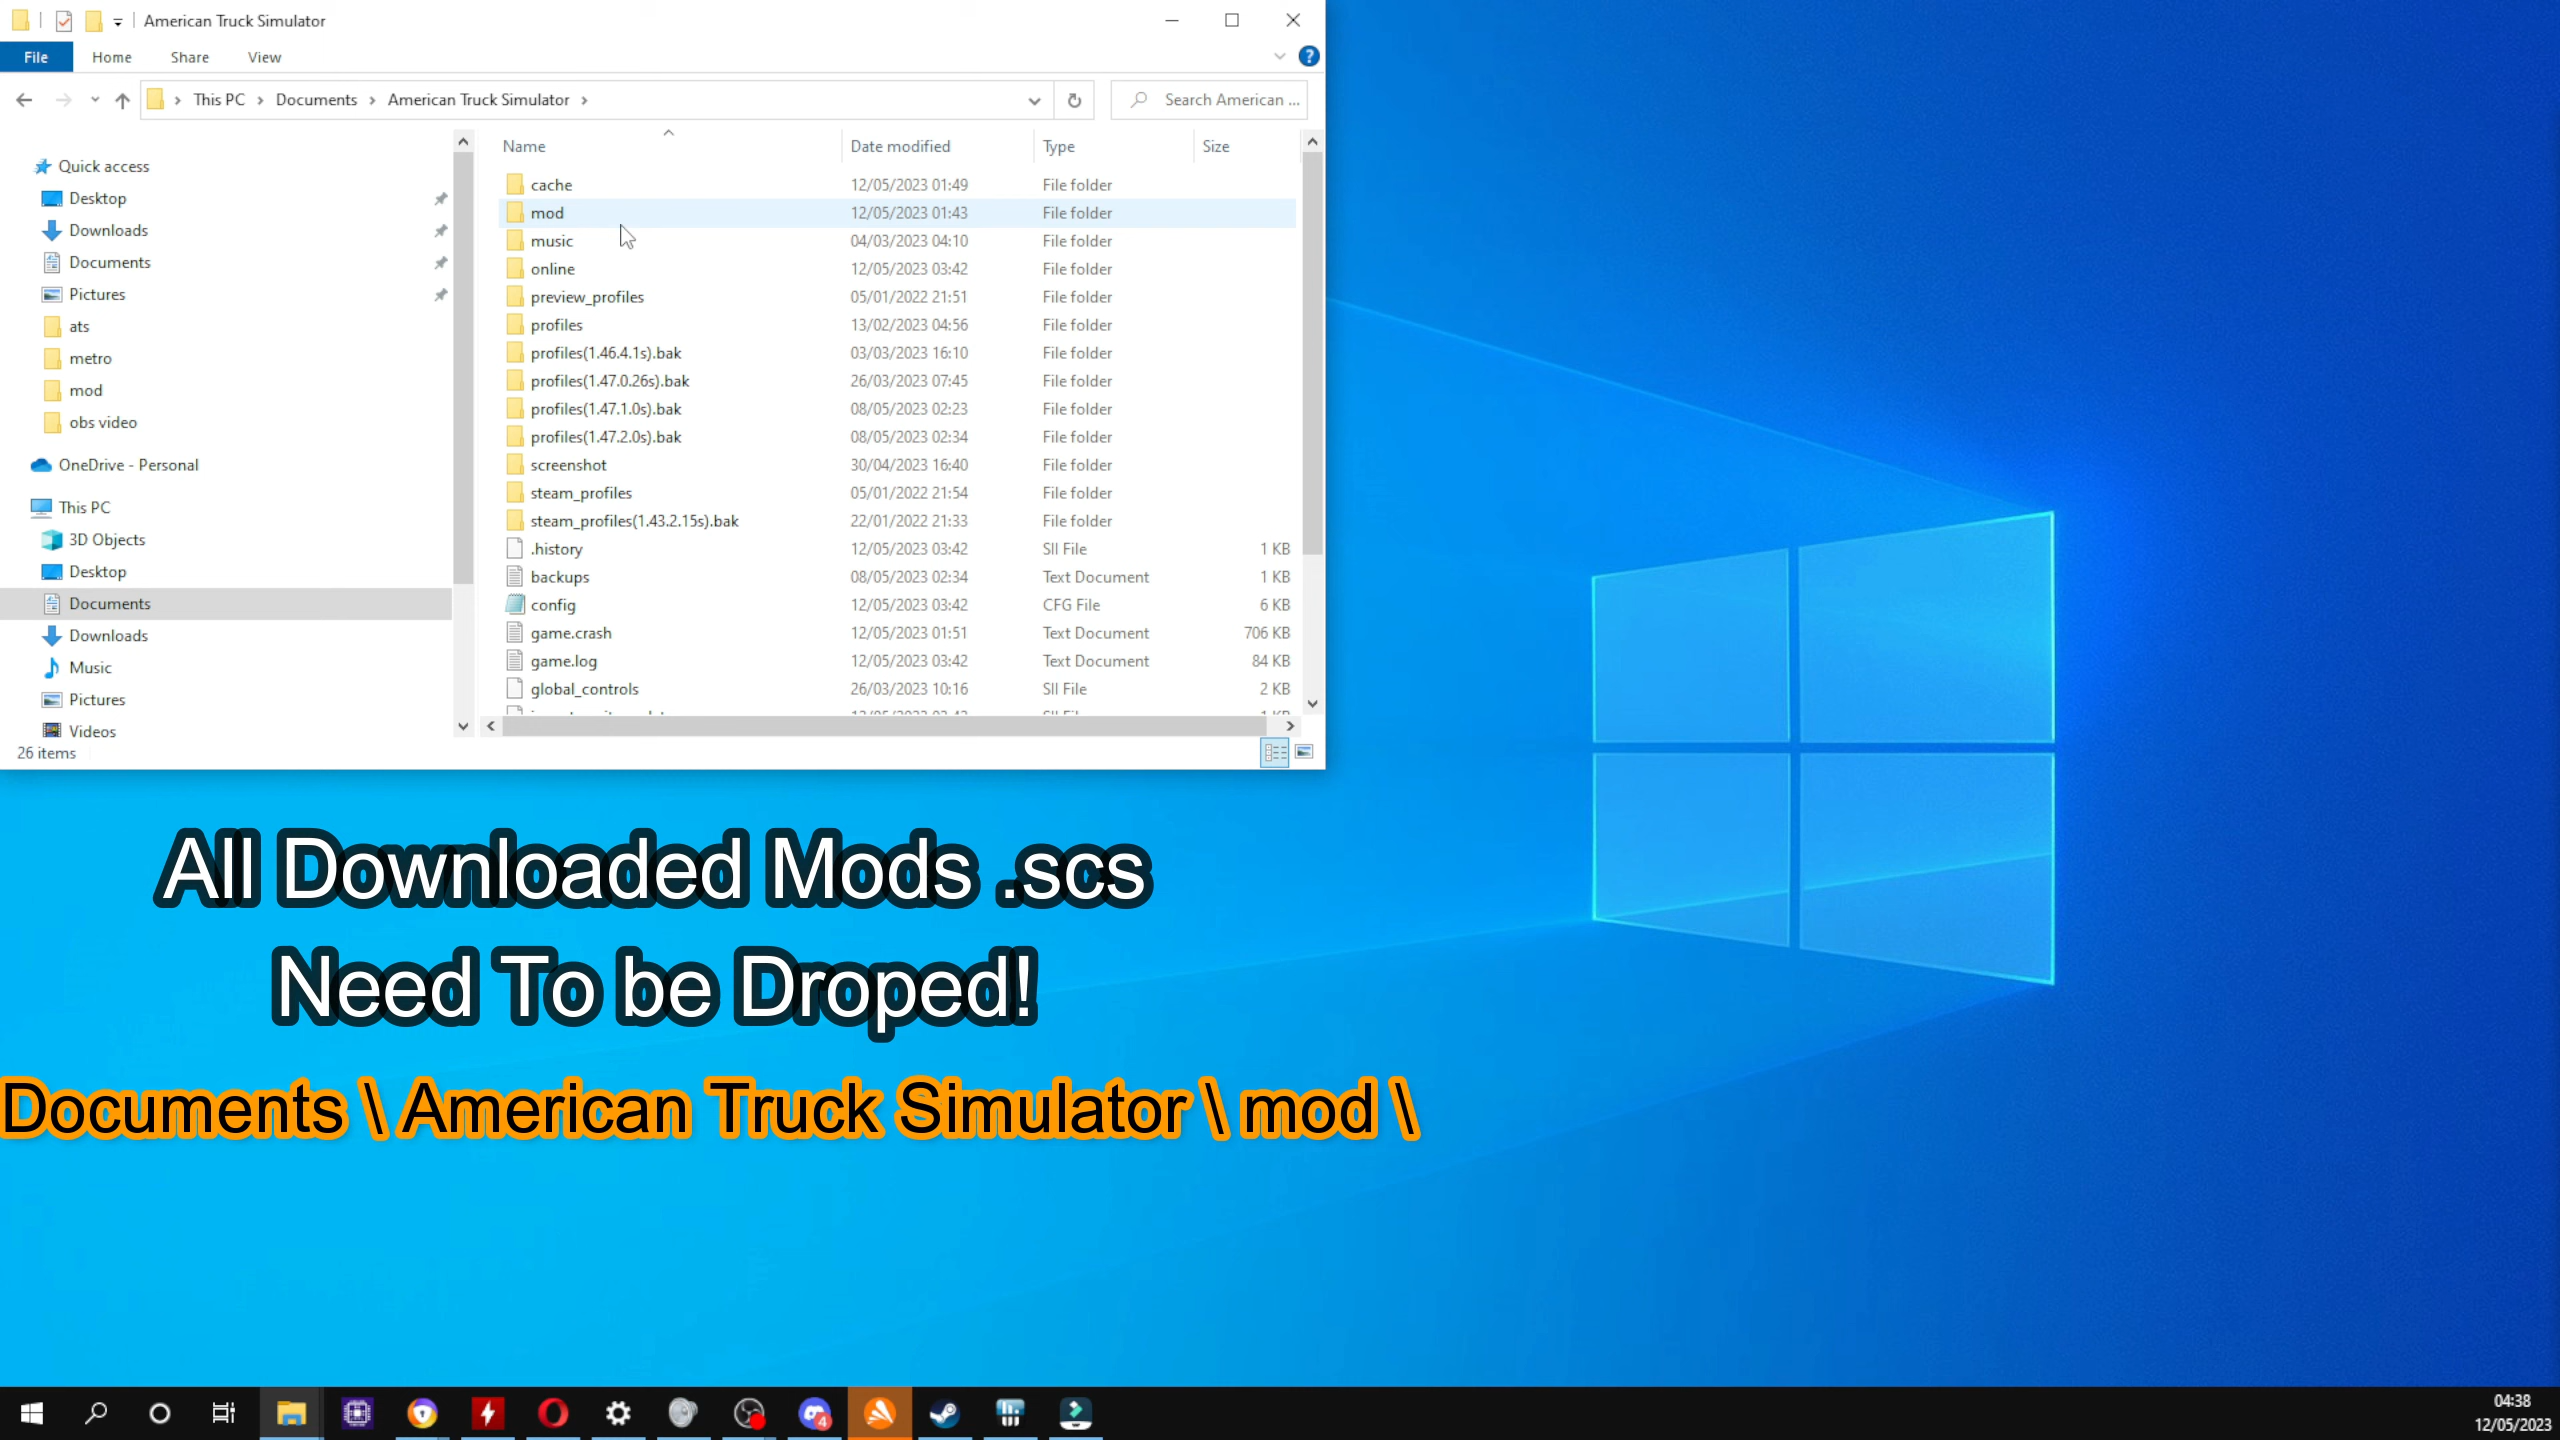 American Truck Simulator
File Home Share View
This PC Documents American Truck Simulator
Search American ...
Name Date modified Type Size
Quick access
Desktop
Downloads
Documents
Pictures
ats
metro
mod
obs video
OneDrive - Personal
This PC
3D Objects
Desktop
Documents
Downloads
Music
Pictures
Videos
cache 12/05/2023 01:49 File folder
mod 12/05/2023 01:43 File folder
music 04/03/2023 04:10 File folder
online 12/05/2023 03:42 File folder
preview_profiles 05/01/2022 21:51 File folder
profiles 13/02/2023 04:56 File folder
profiles(1.46.4.1s).bak 03/03/2023 16:10 File folder
profiles(1.47.0.26s).bak 26/03/2023 07:45 File folder
profiles(1.47.1.0s).bak 08/05/2023 02:23 File folder
profiles(1.47.2.0s).bak 08/05/2023 02:34 File folder
screenshot 30/04/2023 16:40 File folder
steam_profiles 05/01/2022 21:54 File folder
steam_profiles(1.43.2.15s).bak 22/01/2022 21:33 File folder
.history 12/05/2023 03:42 SII File 1 KB
backups 08/05/2023 02:34 Text Document 1 KB
config 12/05/2023 03:42 CFG File 6 KB
game.crash 12/05/2023 01:51 Text Document 706 KB
game.log 12/05/2023 03:42 Text Document 84 KB
global_controls 26/03/2023 10:16 SII File 2 KB
26 items
All Downloaded Mods .scs
Need To be Droped!
Documents \ American Truck Simulator \ mod \
4
04:38
12/05/2023